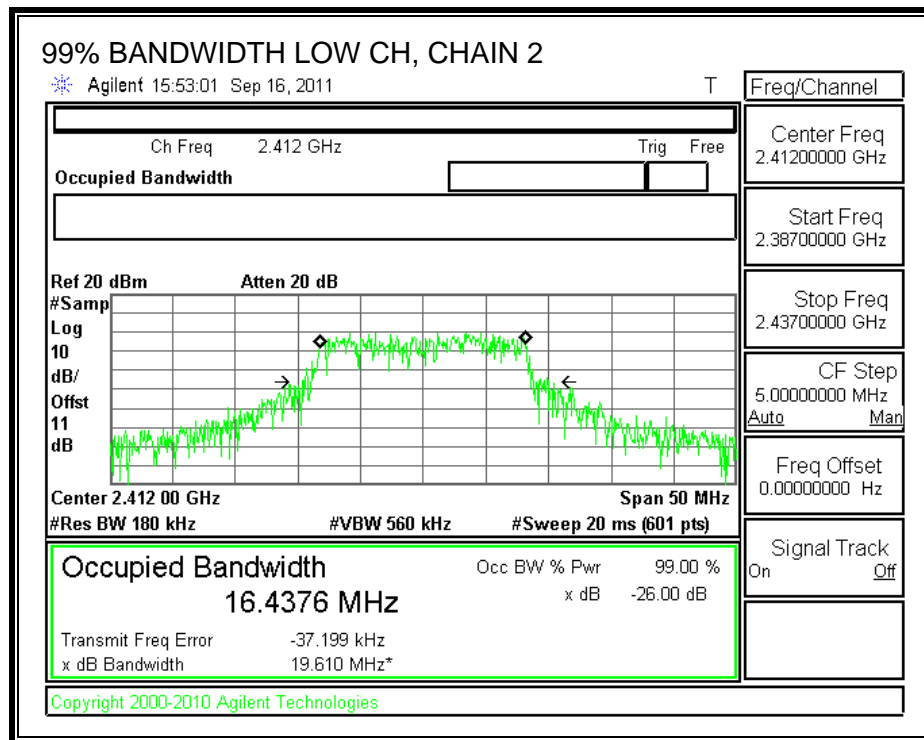 99% BANDWIDTH LOW CH, CHAIN 2
Agilent 15:53:01 Sep 16, 2011 T
Freq/Channel
Ch Freq 2.412 GHz Trig Free
Occupied Bandwidth
Center Freq
2.41200000 GHz
Start Freq
2.38700000 GHz
Stop Freq
2.43700000 GHz
CF Step
5.00000000 MHz
Auto Man
Freq Offset
0.00000000 Hz
Signal Track
On Off
Ref 20 dBm Atten 20 dB
#Samp
Log
10
dB/
Offst
11
dB
Center 2.412 00 GHz Span 50 MHz
#Res BW 180 kHz #VBW 560 kHz #Sweep 20 ms (601 pts)
Occupied Bandwidth Occ BW % Pwr 99.00 %
16.4376 MHz x dB -26.00 dB
Transmit Freq Error -37.199 kHz
x dB Bandwidth 19.610 MHz*
Copyright 2000-2010 Agilent Technologies